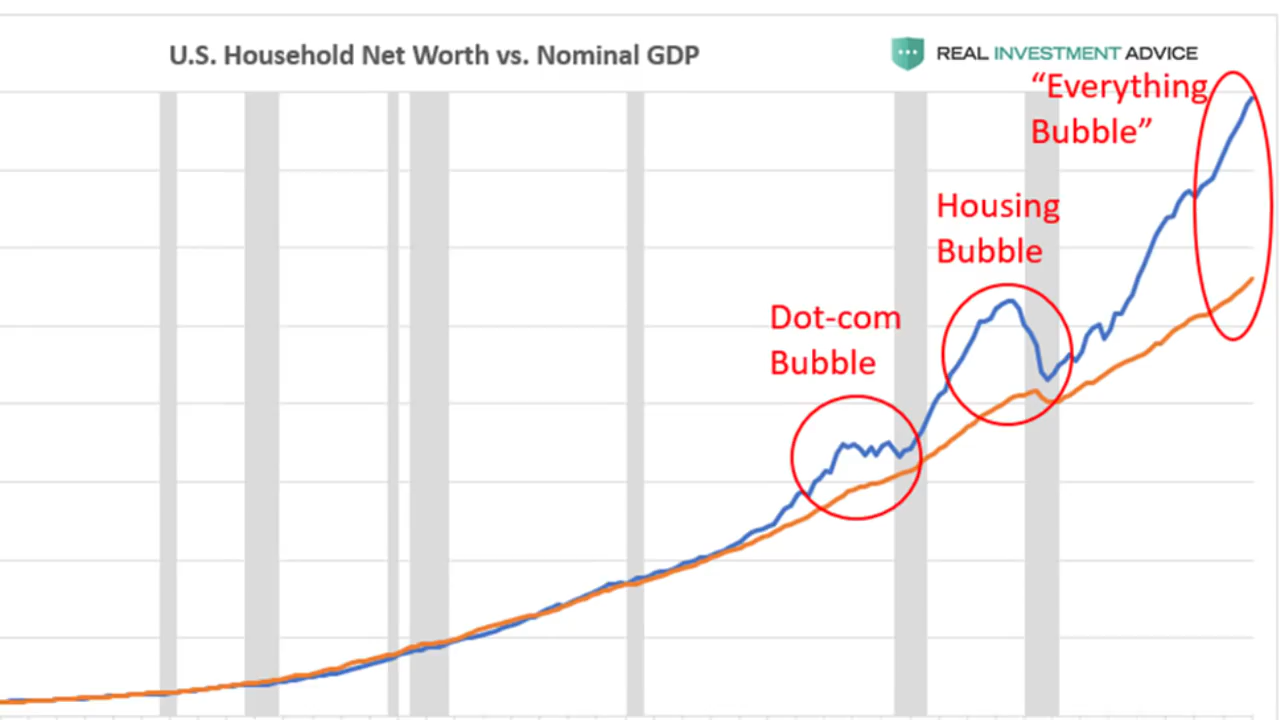 U.S. Household Net Worth vs. Nominal GDP
REAL INVESTMENT ADVICE
“Everything
Bubble”
Housing
Bubble
Dot-com
Bubble